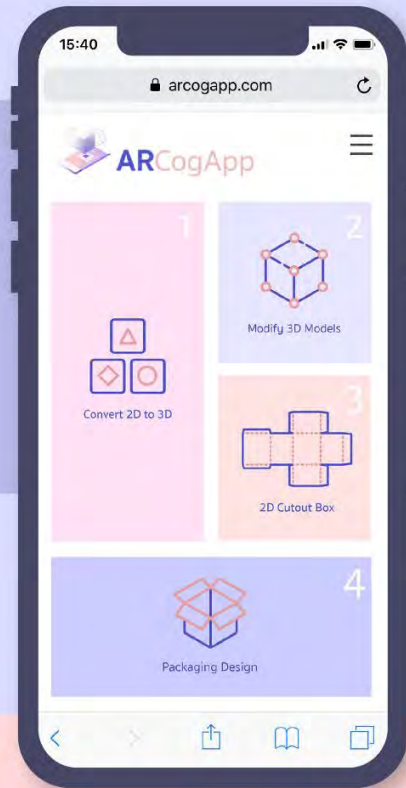 15:40
arcogapp.com
ARCogApp
1
Convert 2D to 3D
2
Modify 3D Models
3
2D Cutout Box
4
Packaging Design